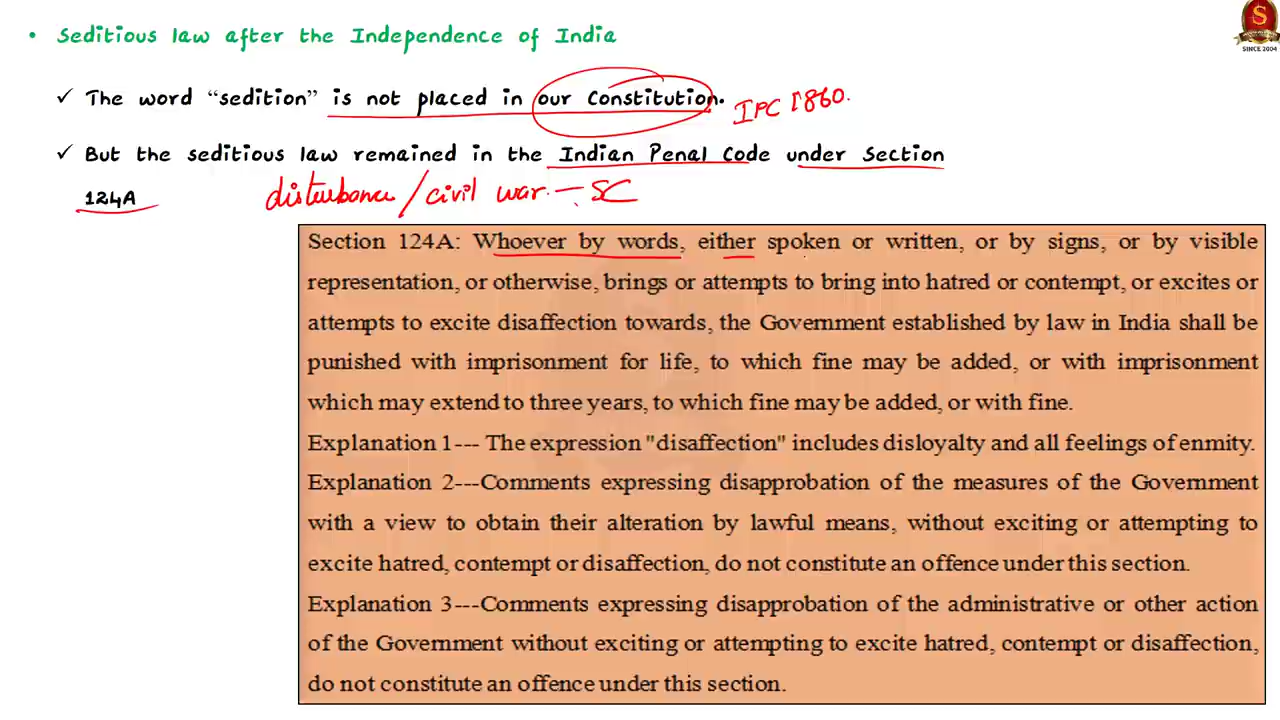 • Seditious law after the Independence of India
✓ The word “sedition” is not placed in our Constitution.
IPC 1860.
✓ But the seditious law remained in the Indian Penal Code under Section
124A
disturbance / civil war - SC
Section 124A: Whoever by words, either spoken or written, or by signs, or by visible
representation, or otherwise, brings or attempts to bring into hatred or contempt, or excites or
attempts to excite disaffection towards, the Government established by law in India shall be
punished with imprisonment for life, to which fine may be added, or with imprisonment
which may extend to three years, to which fine may be added, or with fine.
Explanation 1--- The expression "disaffection" includes disloyalty and all feelings of enmity.
Explanation 2---Comments expressing disapprobation of the measures of the Government
with a view to obtain their alteration by lawful means, without exciting or attempting to
excite hatred, contempt or disaffection, do not constitute an offence under this section.
Explanation 3---Comments expressing disapprobation of the administrative or other action
of the Government without exciting or attempting to excite hatred, contempt or disaffection,
do not constitute an offence under this section.
S
SINCE 2004